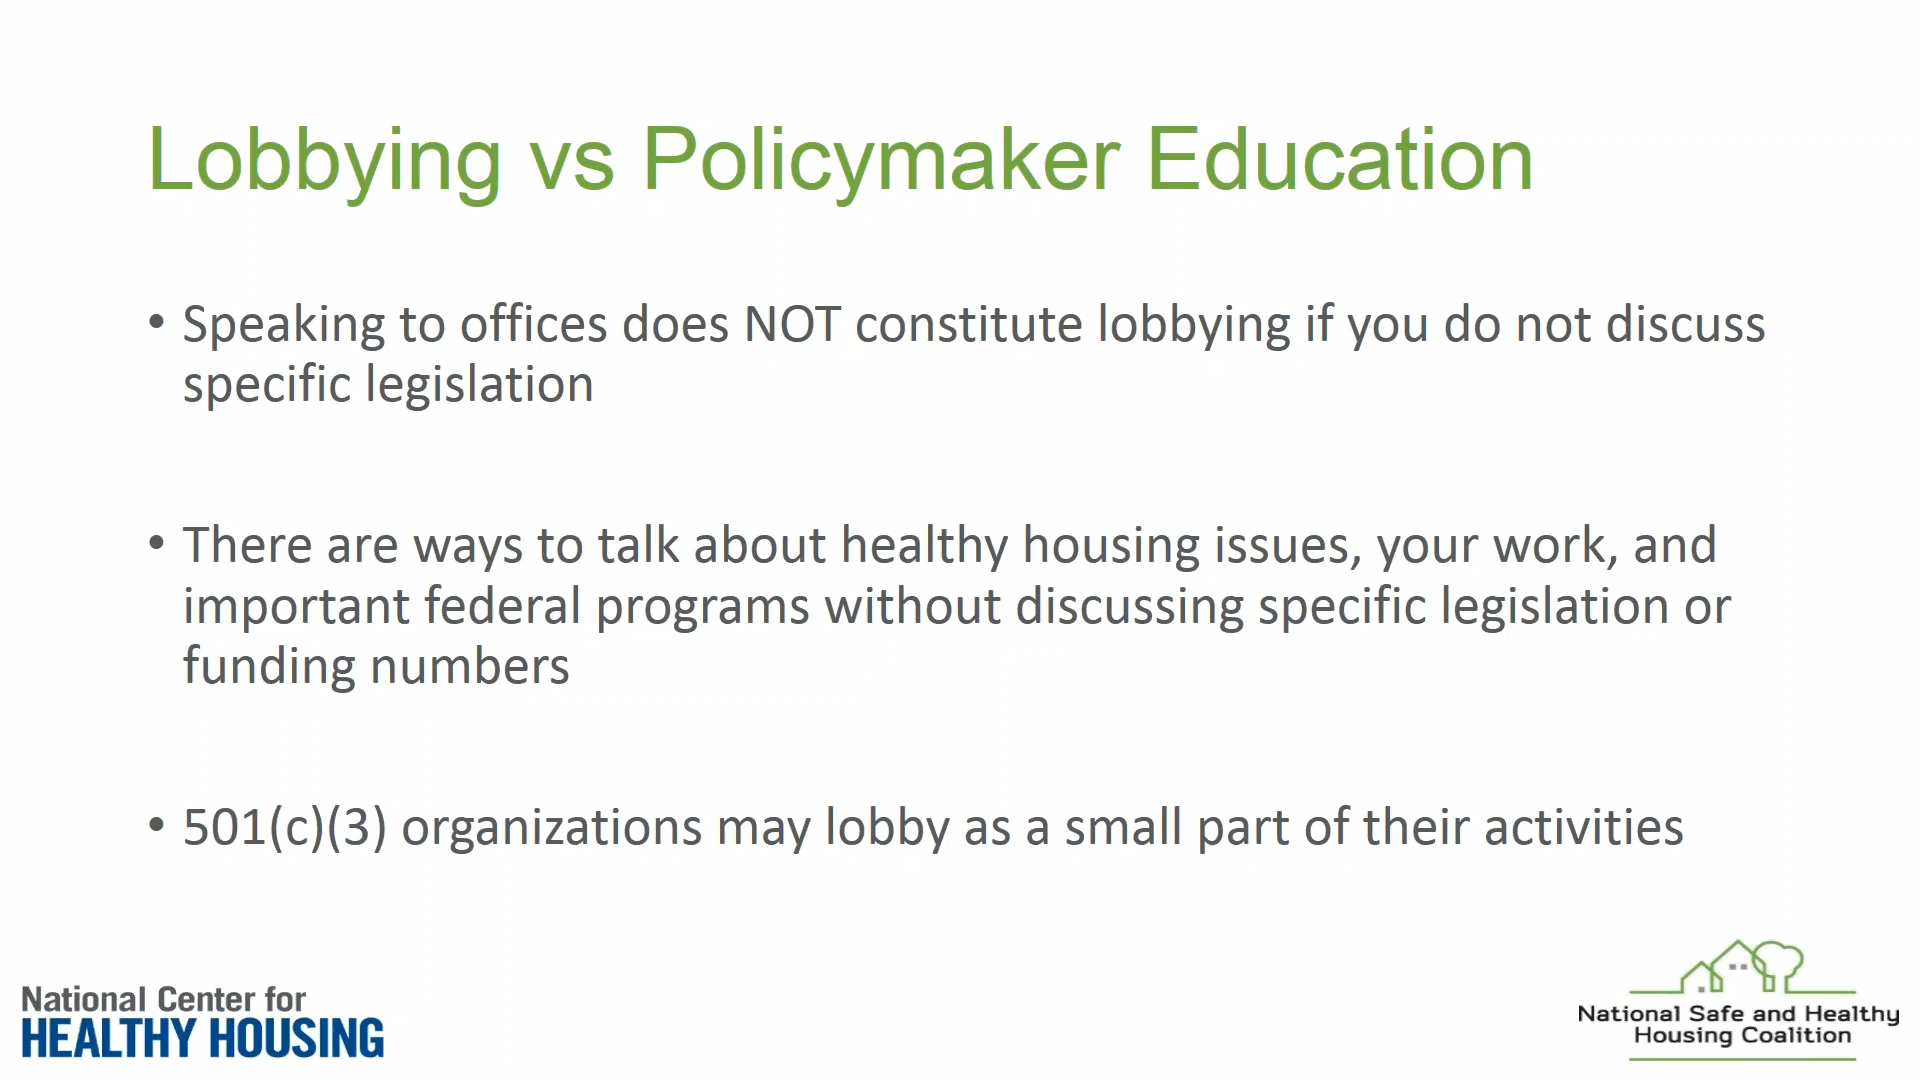 Lobbying vs Policymaker Education
• Speaking to offices does NOT constitute lobbying if you do not discuss
specific legislation
• There are ways to talk about healthy housing issues, your work, and
important federal programs without discussing specific legislation or
funding numbers
• 501(c)(3) organizations may lobby as a small part of their activities
National Center for
HEALTHY HOUSING
National Safe and Healthy
Housing Coalition